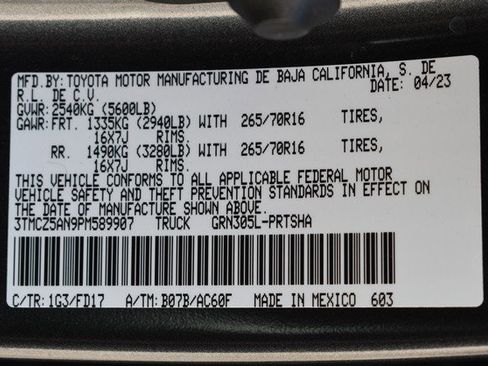 MFD.BY: TOYOTA MOTOR MANUFACTURING DE BAJA CALIFORNIA, S. DE
R.L. DE C.V. DATE: 04/23
GVWR: 2540KG (5600LB)
GAWR: FRT. 1335KG (2940LB) WITH 265/70R16 TIRES,
16X7J RIMS.
RR. 1490KG (3280LB) WITH 265/70R16 TIRES,
16X7J RIMS.
THIS VEHICLE CONFORMS TO ALL APPLICABLE FEDERAL MOTOR
VEHICLE SAFETY AND THEFT PREVENTION STANDARDS IN EFFECT ON
THE DATE OF MANUFACTURE SHOWN ABOVE.
3TMCZ5AN9PM589907 TRUCK GRN305L-PRTSHA
C/TR: 1G3/FD17 A/TM: B07B/AC60F MADE IN MEXICO 603